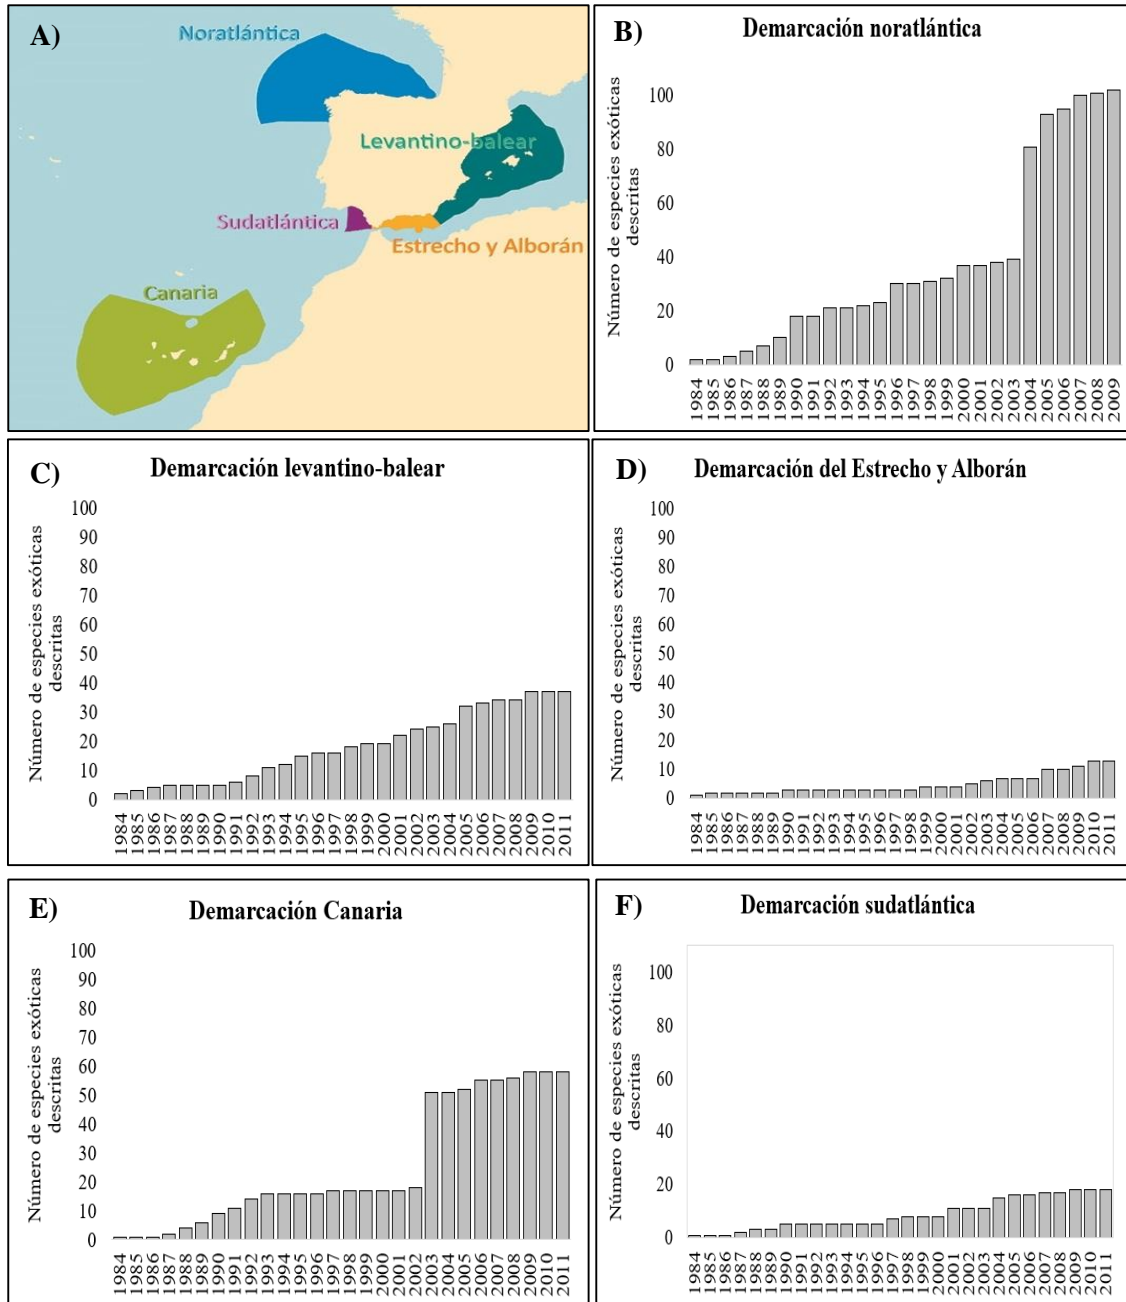 A)
Noratlántica
Levantino-balear
Sudatlántica
Estrecho y Alborán
Canaria
B)
Demarcación noratlántica
Número de especies exóticas
descritas
100
80
60
40
20
0
1984 1985 1986 1987 1988 1989 1990 1991 1992 1993 1994 1995 1996 1997 1998 1999 2000 2001 2002 2003 2004 2005 2006 2007 2008 2009
C)
Demarcación levantino-balear
Número de especies exóticas
descritas
100
90
80
70
60
50
40
30
20
10
0
1984 1985 1986 1987 1988 1989 1990 1991 1992 1993 1994 1995 1996 1997 1998 1999 2000 2001 2002 2003 2004 2005 2006 2007 2008 2009 2010 2011
D)
Demarcación del Estrecho y Alborán
Número de especies exóticas
descritas
100
90
80
70
60
50
40
30
20
10
0
1984 1985 1986 1987 1988 1989 1990 1991 1992 1993 1994 1995 1996 1997 1998 1999 2000 2001 2002 2003 2004 2005 2006 2007 2008 2009 2010 2011
E)
Demarcación Canaria
Número de especies exóticas
descritas
100
90
80
70
60
50
40
30
20
10
0
1984 1985 1986 1987 1988 1989 1990 1991 1992 1993 1994 1995 1996 1997 1998 1999 2000 2001 2002 2003 2004 2005 2006 2007 2008 2009 2010 2011
F)
Demarcación sudatlántica
Número de especies exóticas
descritas
100
80
60
40
20
0
1984 1985 1986 1987 1988 1989 1990 1991 1992 1993 1994 1995 1996 1997 1998 1999 2000 2001 2002 2003 2004 2005 2006 2007 2008 2009 2010 2011